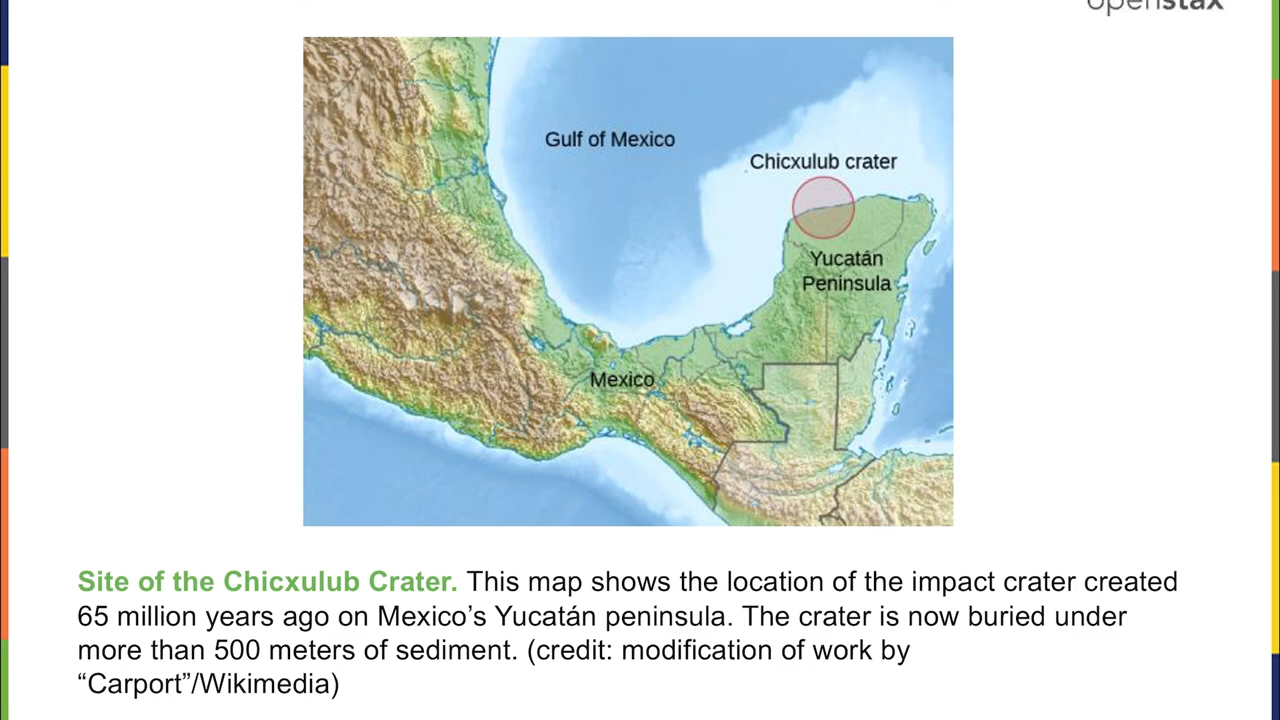 openstax
Gulf of Mexico
Chicxulub crater
Yucatán
Peninsula
Mexico
Site of the Chicxulub Crater. This map shows the location of the impact crater created
65 million years ago on Mexico’s Yucatán peninsula. The crater is now buried under
more than 500 meters of sediment. (credit: modification of work by
“Carport”/Wikimedia)